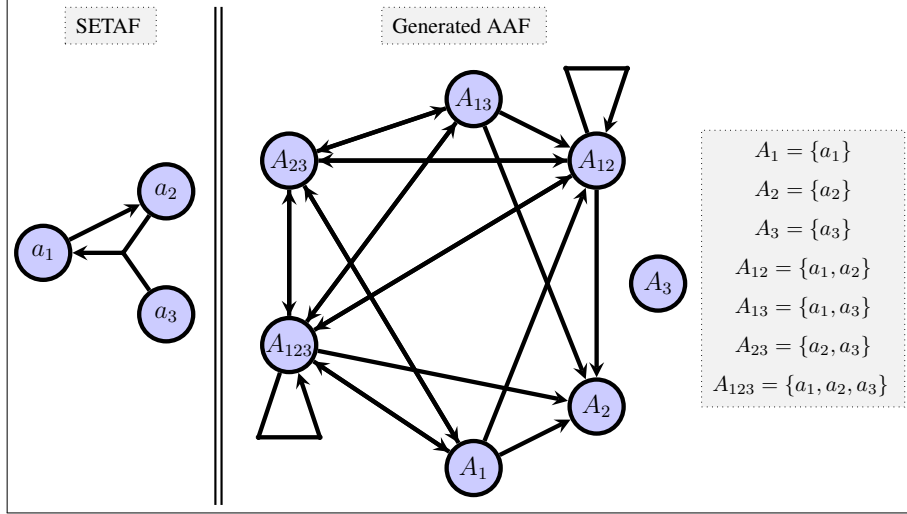 SETAF
Generated AAF
a₂
a₁
a₃
A₁₃
A₂₃
A₁₂
A₃
A₁₂₃
A₂
A₁
A₁ = {a₁}
A₂ = {a₂}
A₃ = {a₃}
A₁₂ = {a₁, a₂}
A₁₃ = {a₁, a₃}
A₂₃ = {a₂, a₃}
A₁₂₃ = {a₁, a₂, a₃}